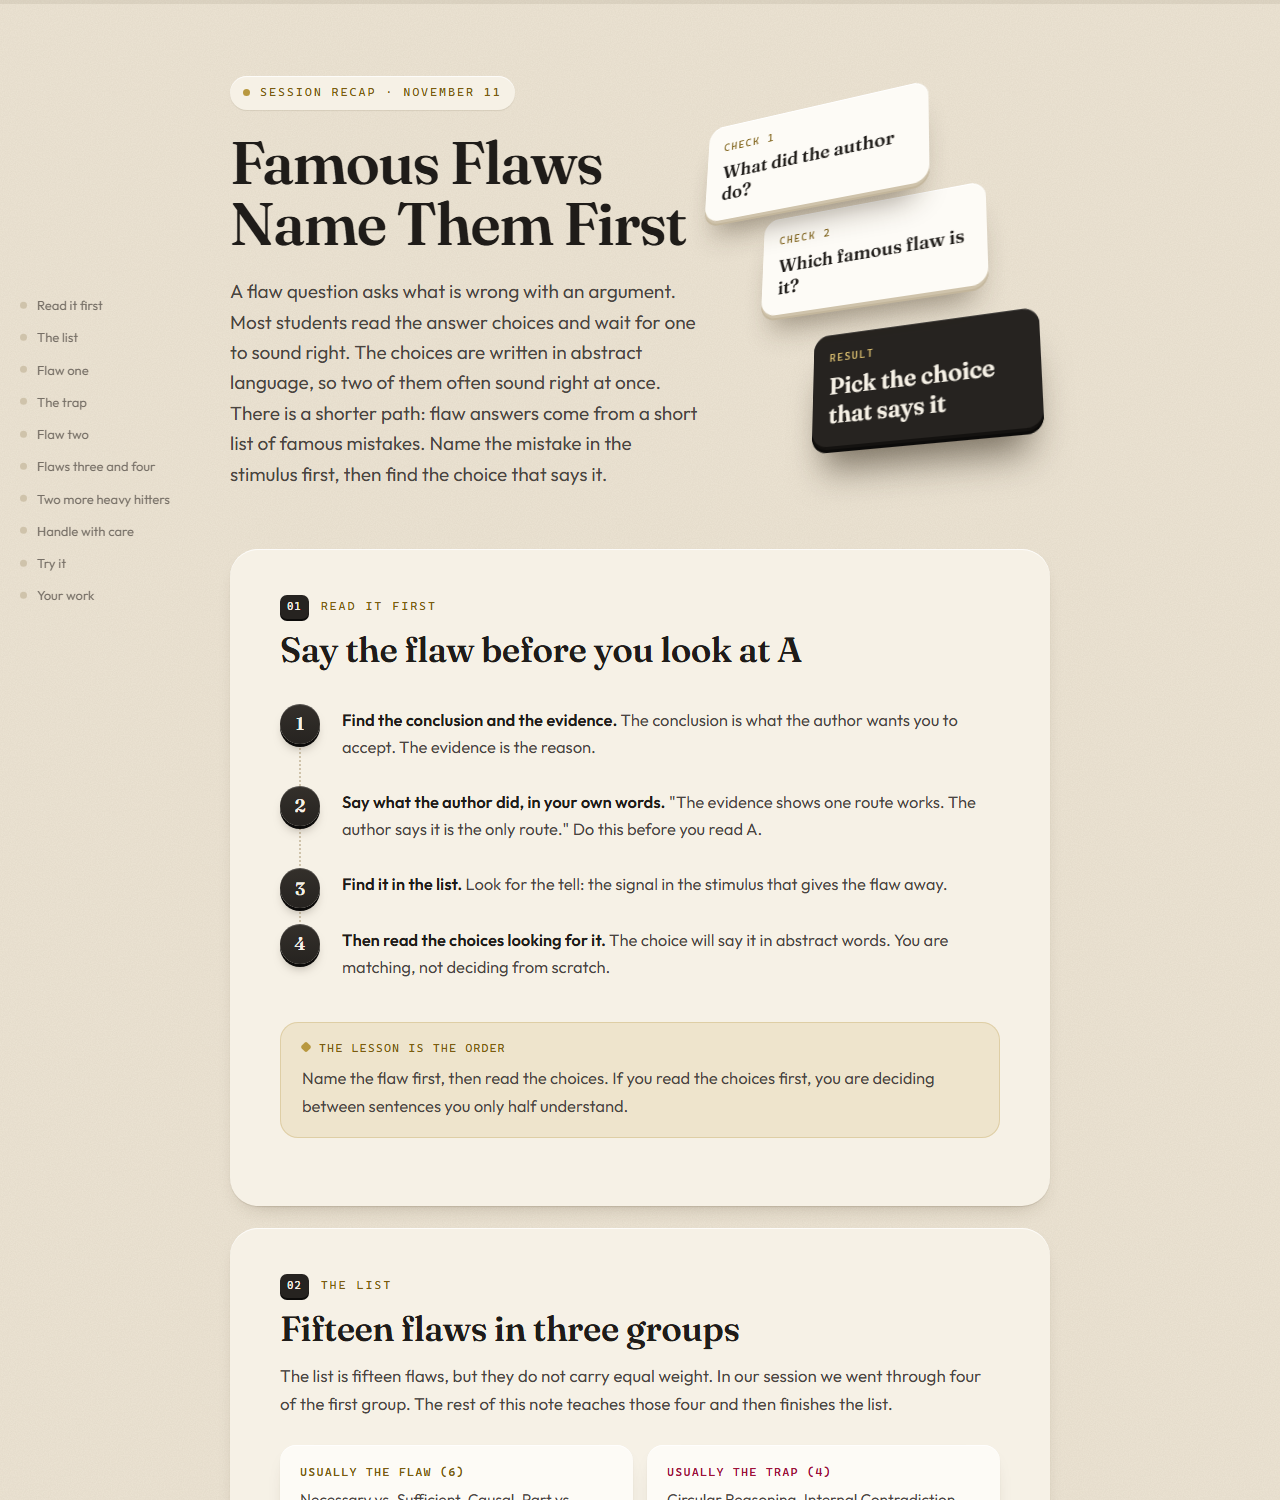 SESSION RECAP · NOVEMBER 11
Famous Flaws
Name Them First
A flaw question asks what is wrong with an argument.
Most students read the answer choices and wait for one
to sound right. The choices are written in abstract
language, so two of them often sound right at once.
There is a shorter path: flaw answers come from a short
list of famous mistakes. Name the mistake in the
stimulus first, then find the choice that says it.
CHECK 1
What did the author
do?
CHECK 2
Which famous flaw is
it?
RESULT
Pick the choice
that says it
Read it first
The list
Flaw one
The trap
Flaw two
Flaws three and four
Two more heavy hitters
Handle with care
Try it
Your work
01 READ IT FIRST
Say the flaw before you look at A
1 Find the conclusion and the evidence. The conclusion is what the author wants you to
accept. The evidence is the reason.
2 Say what the author did, in your own words. "The evidence shows one route works. The
author says it is the only route." Do this before you read A.
3 Find it in the list. Look for the tell: the signal in the stimulus that gives the flaw away.
4 Then read the choices looking for it. The choice will say it in abstract words. You are
matching, not deciding from scratch.
THE LESSON IS THE ORDER
Name the flaw first, then read the choices. If you read the choices first, you are deciding
between sentences you only half understand.
02 THE LIST
Fifteen flaws in three groups
The list is fifteen flaws, but they do not carry equal weight. In our session we went through four
of the first group. The rest of this note teaches those four and then finishes the list.
USUALLY THE FLAW (6)
Necessary vs. Sufficient, Causal, Part vs.
USUALLY THE TRAP (4)
Circular Reasoning, Internal Contradiction,